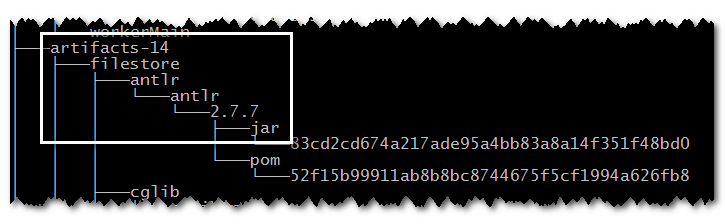 workerMain
artifacts-14
filestore
antlr
antlr
2.7.7
jar
83cd2cd674a217ade95a4bb83a8a14f351f48bd0
pom
52f15b99911ab8b8bc8744675f5cf1994a626fb8
cglib